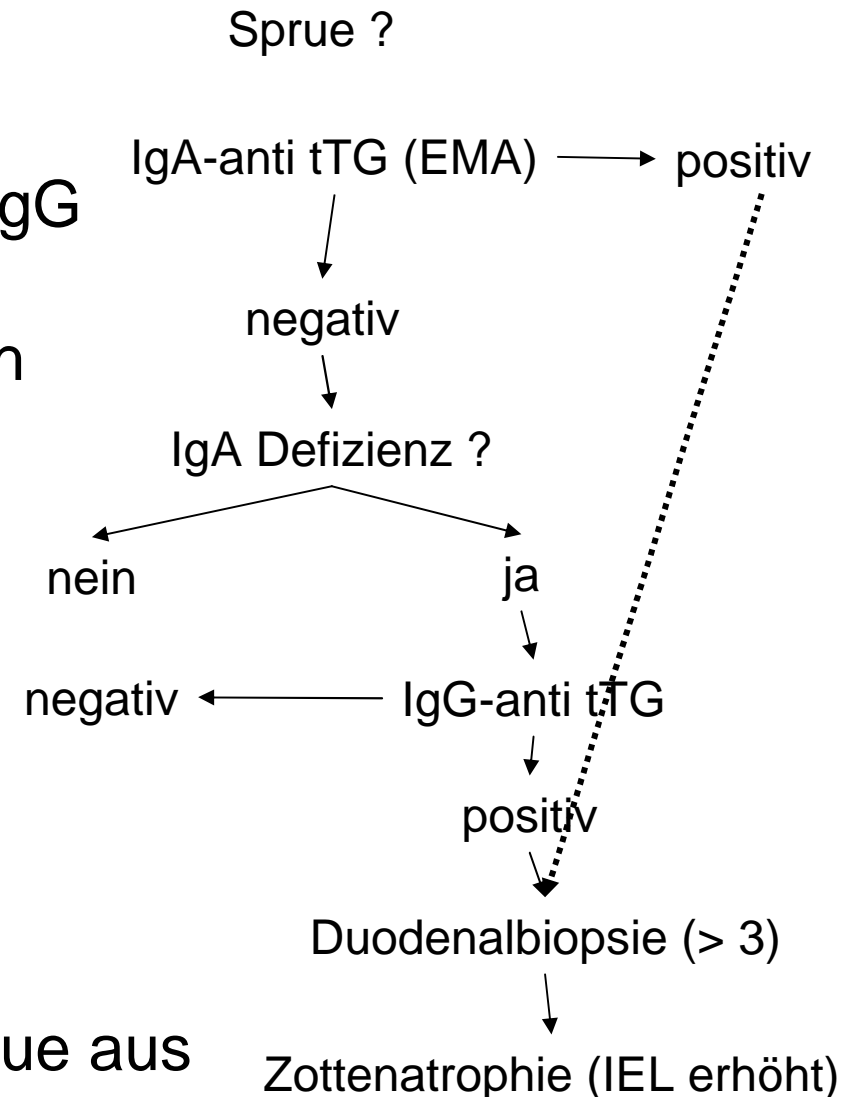 Sprue ?
IgA-anti tTG (EMA) positiv
gG
negativ
n
IgA Defizienz ?
nein ja
negativ IgG-anti tTG
positiv
Duodenalbiopsie (> 3)
ue aus
Zottenatrophie (IEL erhöht)